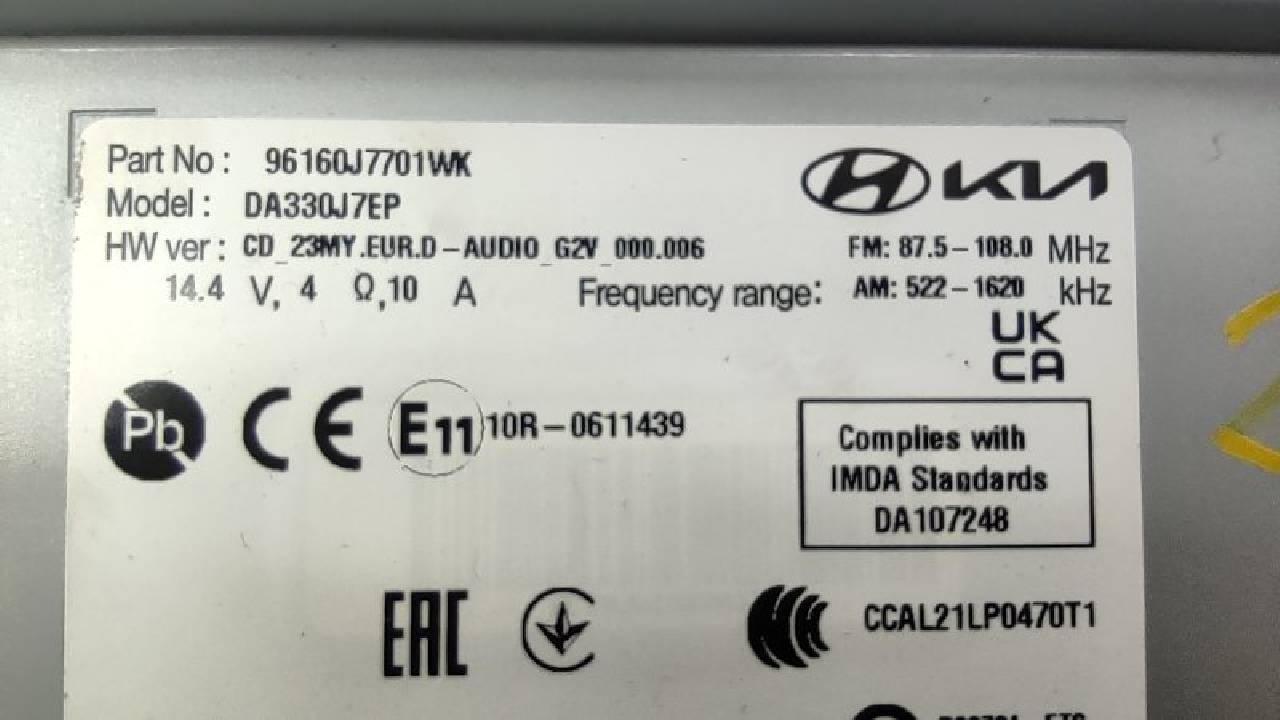 Part No : 96160J7701WK
Model : DA330J7EP
HW ver : CD_23MY.EUR.D-AUDIO_G2V_000.006
14.4 V, 4 Ω,10 A
KIA
FM: 87.5-108.0 MHz
Frequency range: AM: 522-1620 kHz
UK
CA
Pb
CE
E11 10R-0611439
Complies with
IMDA Standards
DA107248
EAC
CCAL21LP0470T1